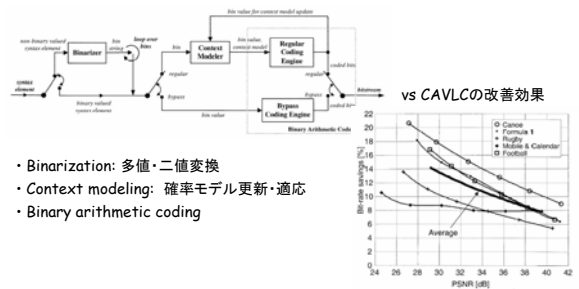 bin value for context model update
non-binary valued
syntax element
bin
string
loop over
bins
Binarizer
bin
Context
Modeler
bin value,
context model
Regular
Coding
Engine
regular
regular
coded bits
syntax
element
binary valued
syntax element
bypass
bin value
Bypass
Coding Engine
bypass
coded bits
bitstream
Binary Arithmetic Coder
vs CAVLCの改善効果
・Binarization: 多値・二値変換
・Context modeling: 確率モデル更新・適応
・Binary arithmetic coding
Bit-rate savings [%]
22
20
18
16
14
12
10
8
6
4
2
0
Canoe
Formula 1
Rugby
Mobile & Calendar
Football
Average
24 26 28 30 32 34 36 38 40 42
PSNR [dB]